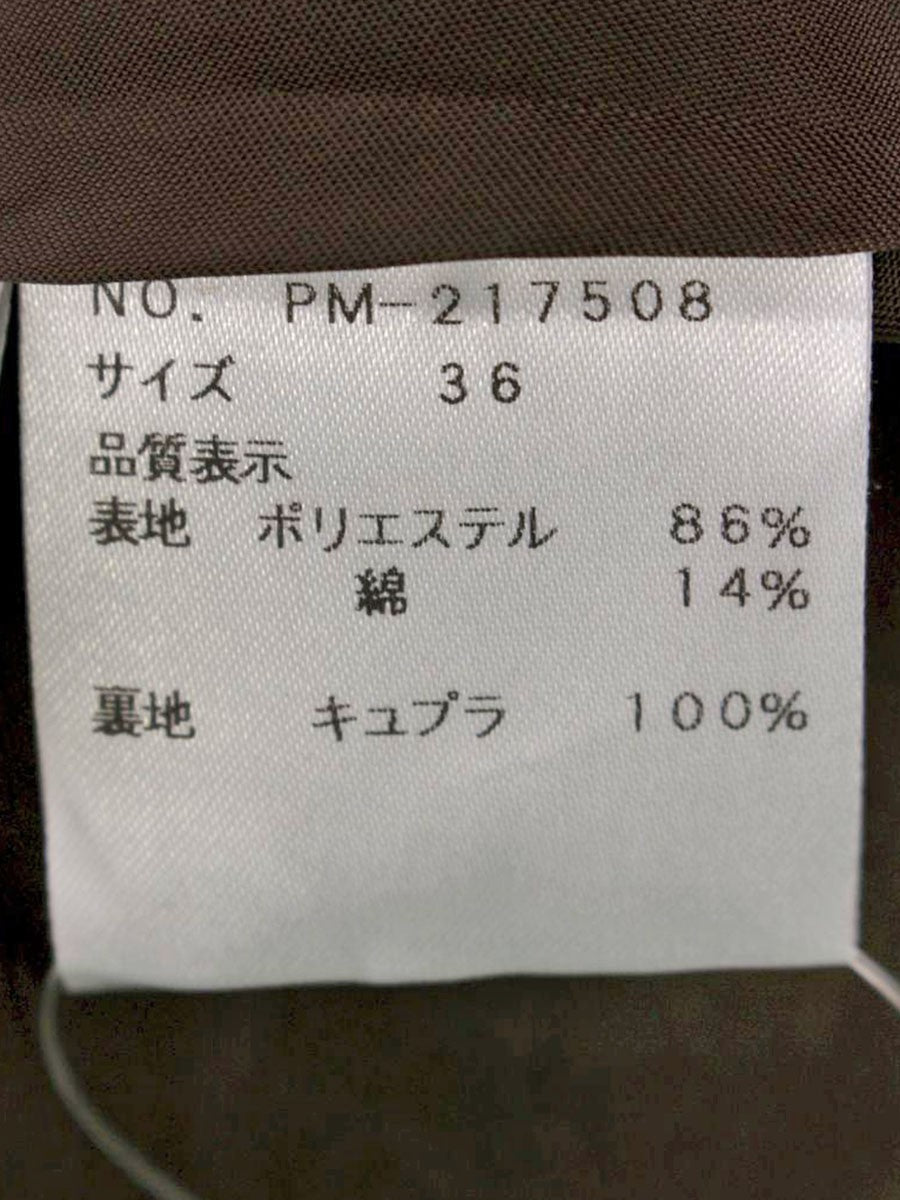 NO. PM-217508
サイズ 36
品質表示
表地 ポリエステル 86%
綿 14%
裏地 キュプラ 100%